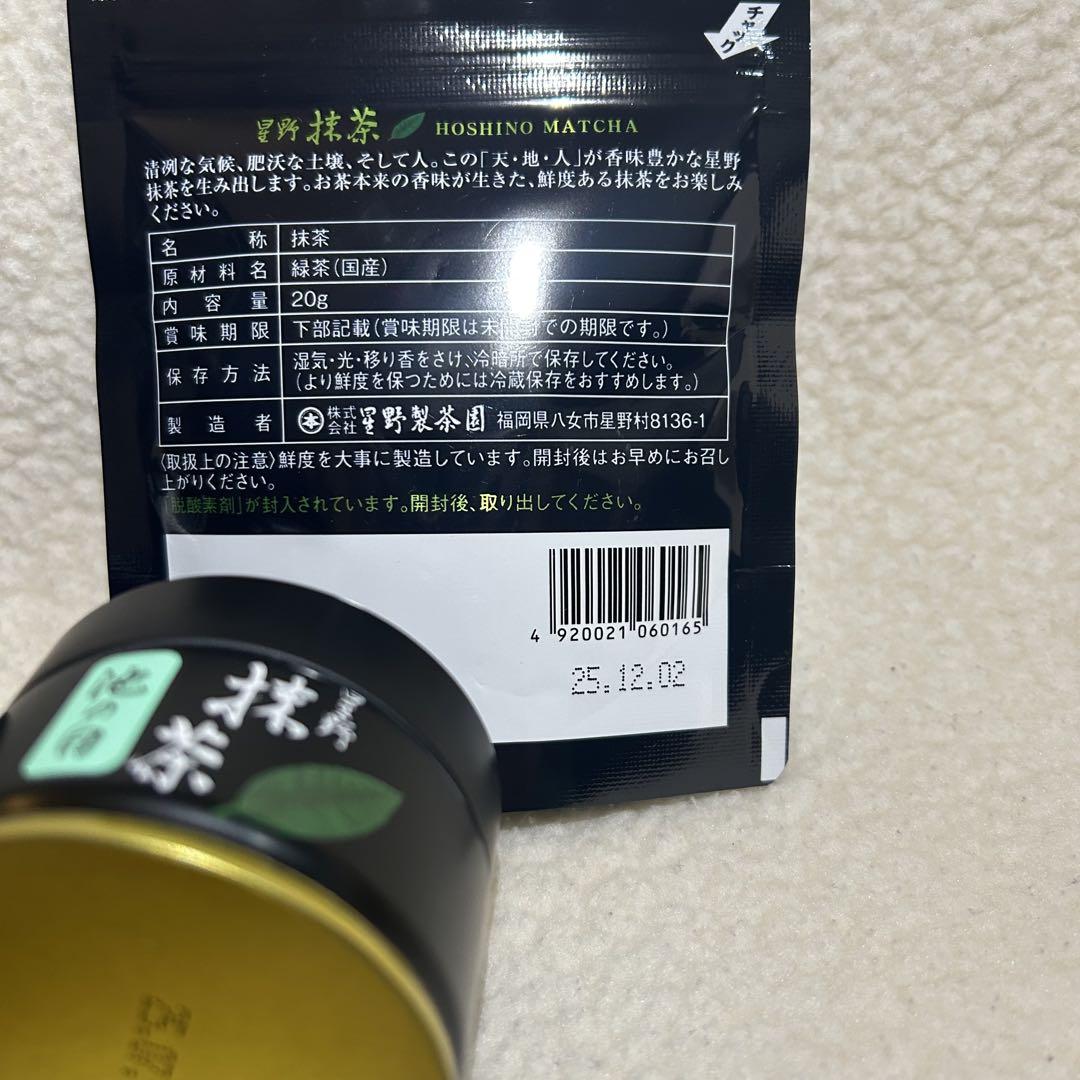 チャック
星野 抹茶 HOSHINO MATCHA
清冽な気候、肥沃な土壌、そして人。この「天・地・人」が香味豊かな星野
抹茶を生み出します。お茶本来の香味が生きた、鮮度ある抹茶をお楽しみ
ください。
名称 抹茶
原材料名 緑茶(国産)
内容量 20g
賞味期限 下部記載(賞味期限は未開封での期限です。)
保存方法 湿気・光・移り香をさけ、冷暗所で保存してください。
(より鮮度を保つためには冷蔵保存をおすすめします。)
製造者 本 株式会社 星野製茶園 福岡県八女市星野村8136-1
〈取扱上の注意〉鮮度を大事に製造しています。開封後はお早めにお召し
上がりください。
「脱酸素剤」が封入されています。開封後、取り出してください。
4 920021 060165
25.12.02
星野
抹茶
池の白